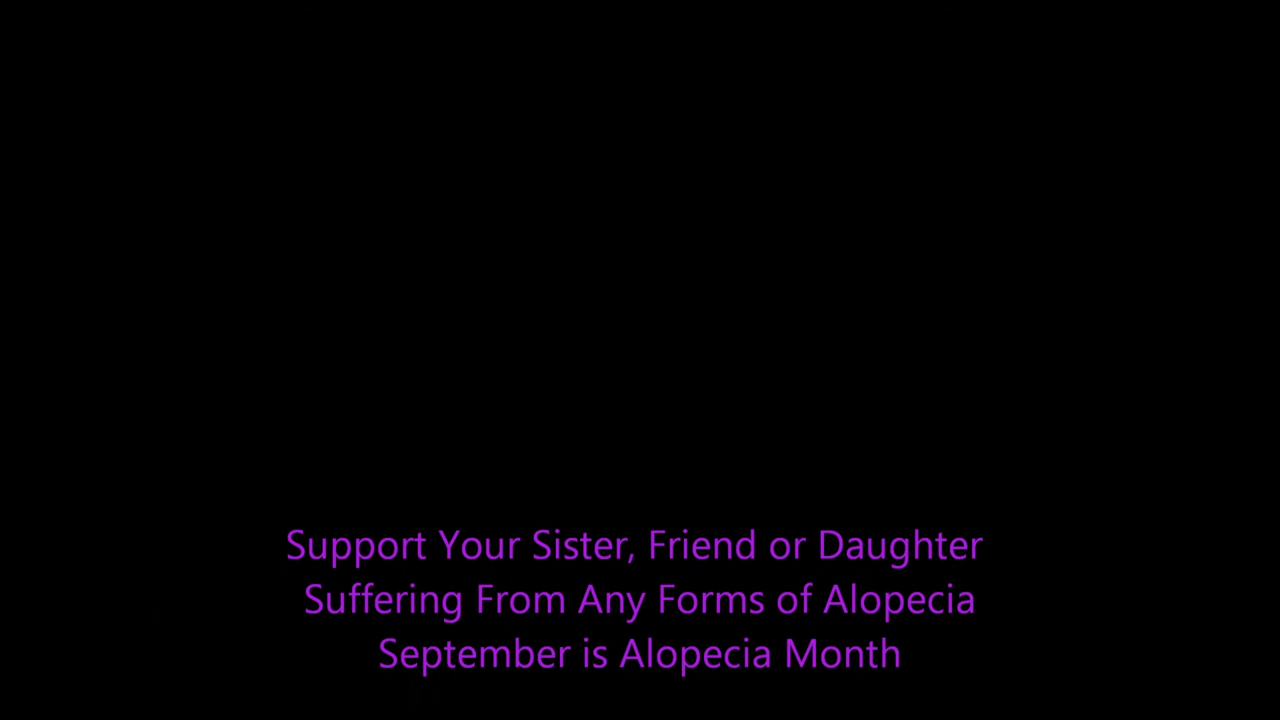 Support Your Sister, Friend or Daughter
Suffering From Any Forms of Alopecia
September is Alopecia Month